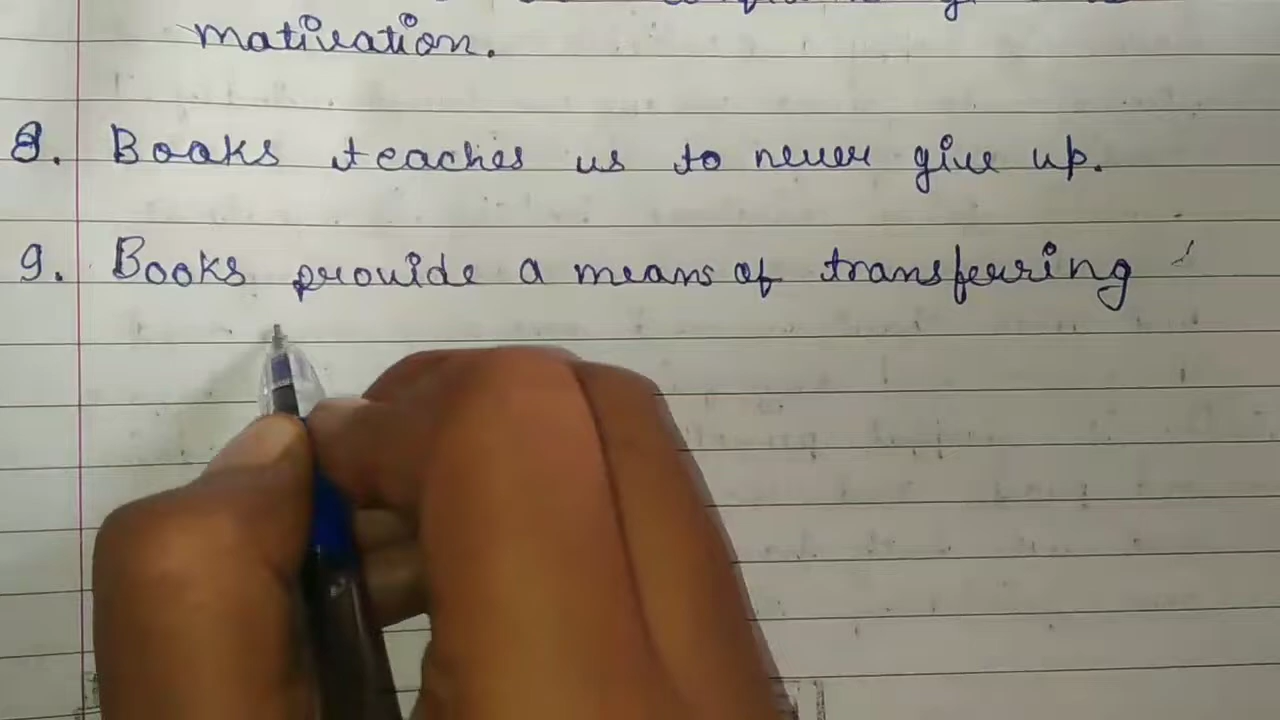 motivation.
8. Books teaches us to never give up.
9. Books provide a means of transferring